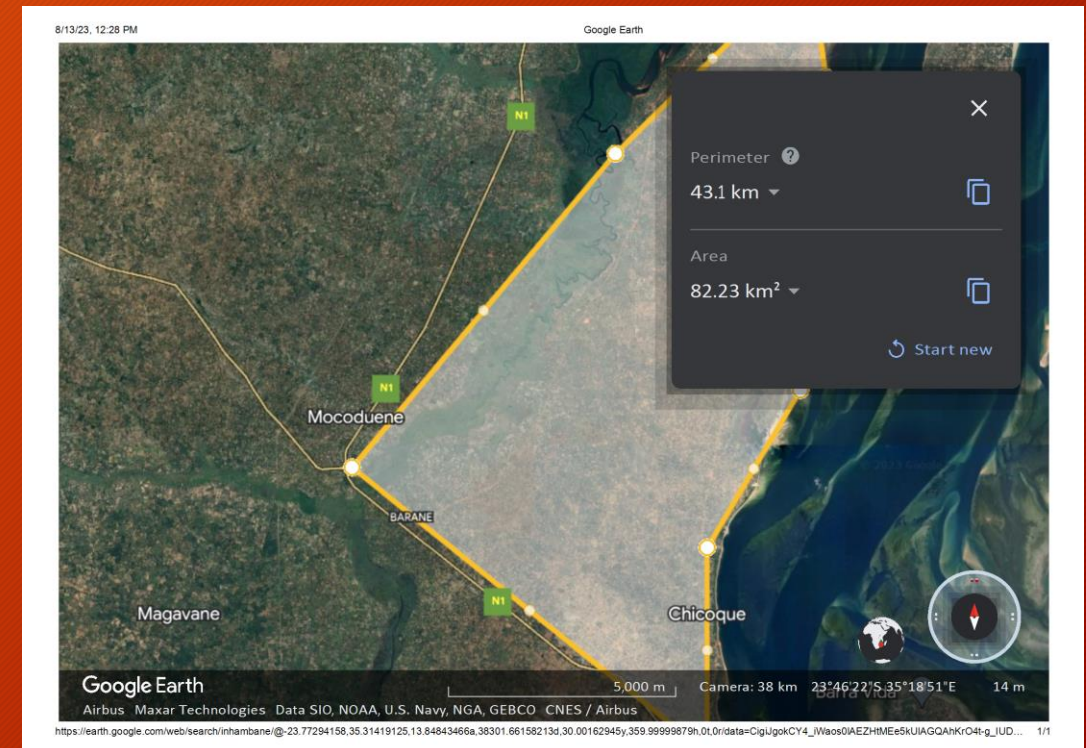 8/13/23, 12:28 PM Google Earth
N1
Perimeter ?
43.1 km
Area
82.23 km²
Start new
N1
Mocoduene
BARANE
N1
Magavane
Chicoque
Barra Vida
Google Earth
5,000 m Camera: 38 km 23°46'22"S 35°18'51"E 14 m
Airbus Maxar Technologies Data SIO, NOAA, U.S. Navy, NGA, GEBCO CNES / Airbus
https://earth.google.com/web/search/inhambane/@-23.77294158,35.31419125,13.84843466a,38301.66158213d,30.00162945y,359.99999879h,0t,0r/data=CigiJgokCY4_iWaos0lAEZHtMEe5kUlAGQAhKrO4t-g_IUD... 1/1